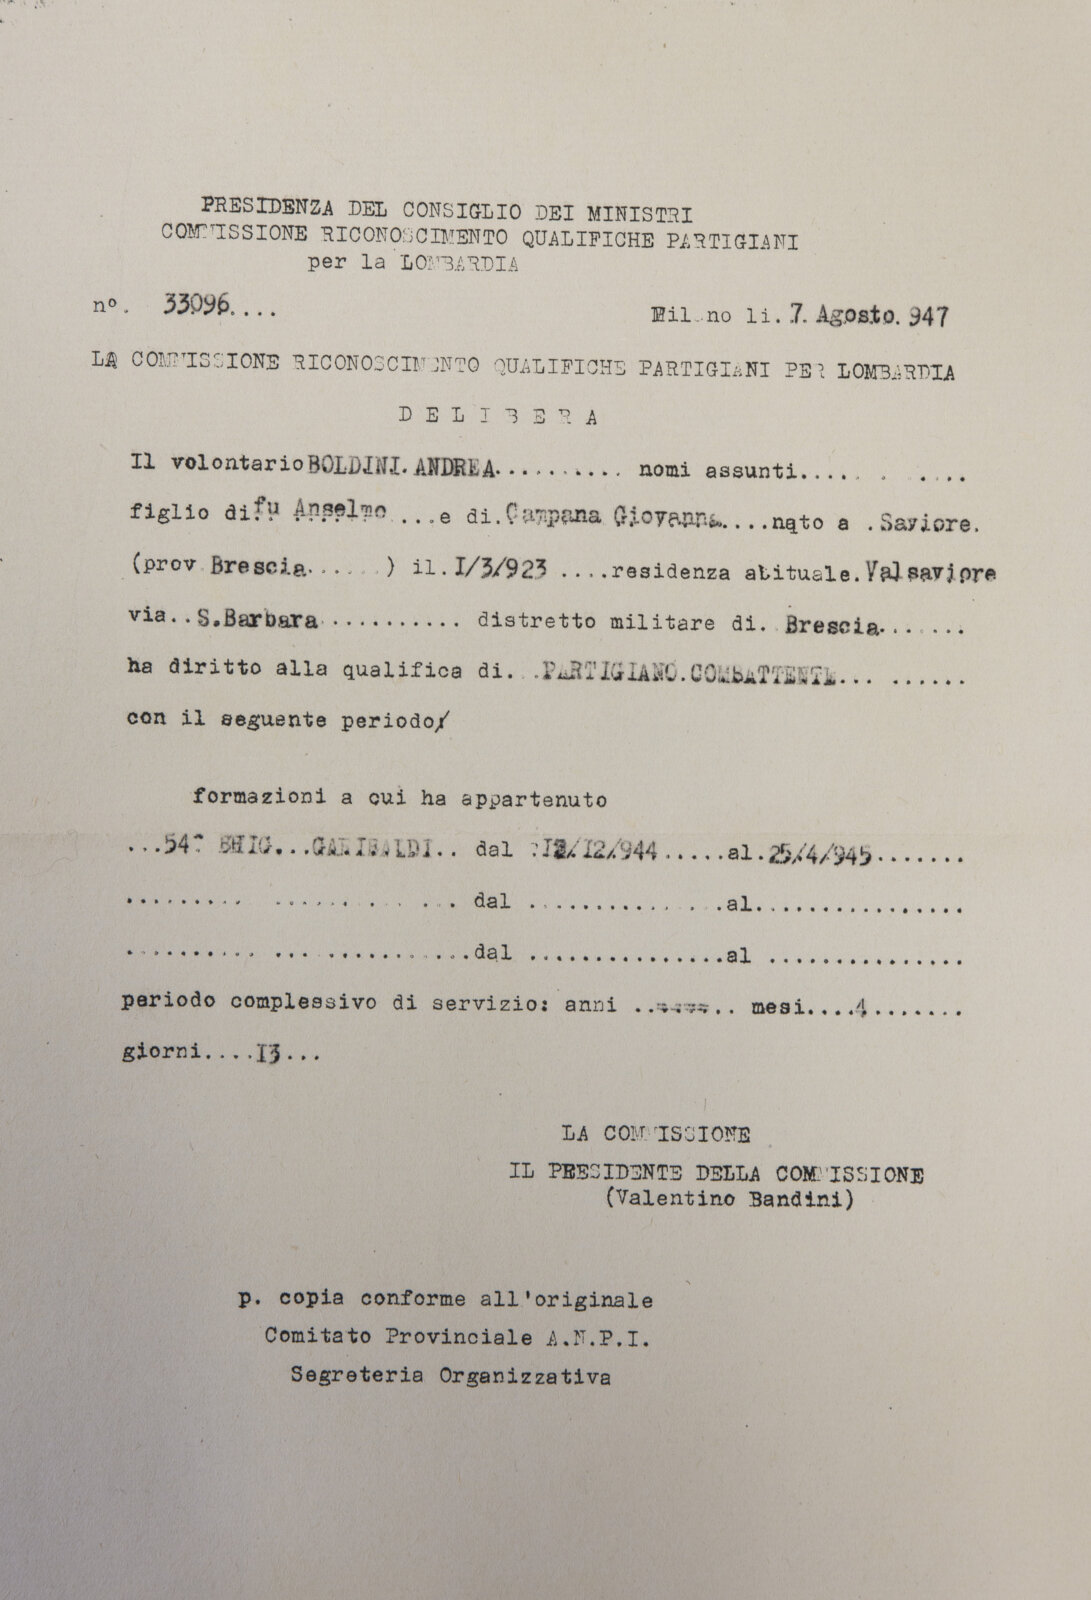 PRESIDENZA DEL CONSIGLIO DEI MINISTRI
COMMISSIONE RICONOSCIMENTO QUALIFICHE PARTIGIANI
per la LOMBARDIA
nº. 33096.... Milano li. 7. Agosto. 947
LA COMMISSIONE RICONOSCIMENTO QUALIFICHE PARTIGIANI PER LOMBARDIA
D E L I B E R A
Il volontario BOLDINI. ANDREA.......... nomi assunti.... . ....
figlio di fu Anselmo ...e di. Campana Giovanna....nato a .Saviore.
(prov Brescia......) il. I/3/923 ....residenza abituale. Valsaviore
via.. S.Barbara .......... distretto militare di. Brescia.......
ha diritto alla qualifica di. .PARTIGIANO.COMBATTENTE... ......
con il seguente periodo/
formazioni a cui ha appartenuto
...54ª BRIG...GARIBALDI.. dal I2/I2/944 .....al. 25/4/945.......
......... ........... ... dal ............. .al................
.......... ... .............dal ...............al ...............
periodo complessivo di servizio: anni ..====.. mesi....4.......
giorni....I3...
LA COMMISSIONE
IL PRESIDENTE DELLA COMMISSIONE
(Valentino Bandini)
p. copia conforme all'originale
Comitato Provinciale A.N.P.I.
Segreteria Organizzativa